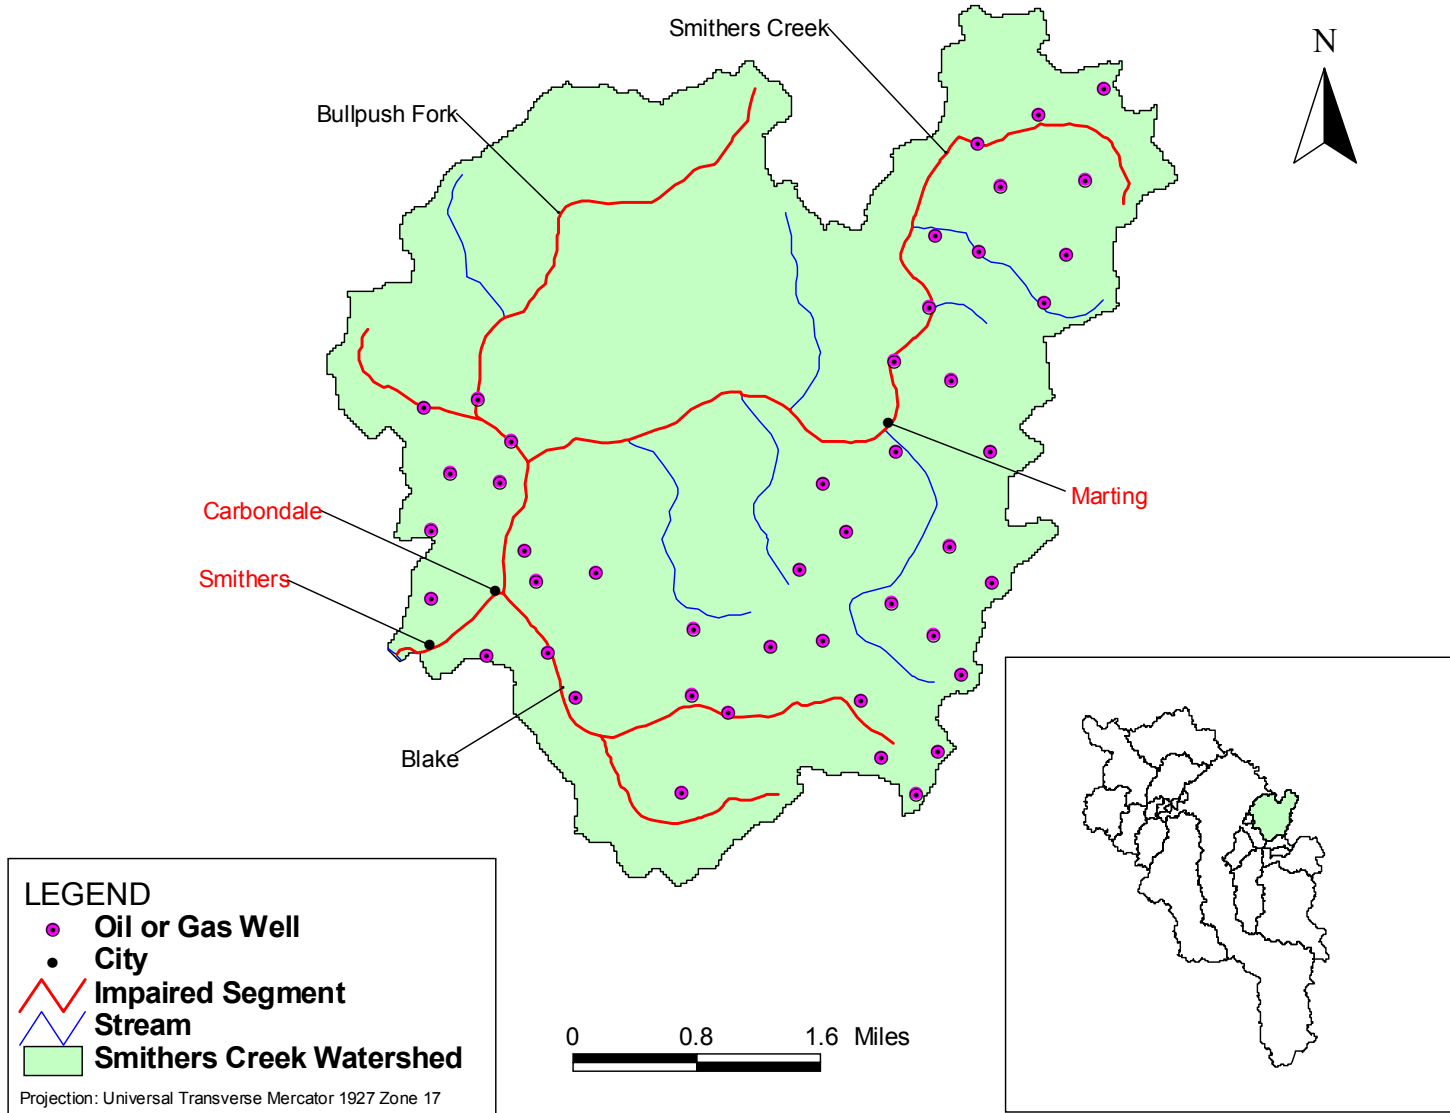 Smithers Creek
N
Bullpush Fork
Carbondale
Marting
Smithers
Blake
LEGEND
Oil or Gas Well
City
Impaired Segment
Stream
Smithers Creek Watershed
Projection: Universal Transverse Mercator 1927 Zone 17
0 0.8 1.6 Miles